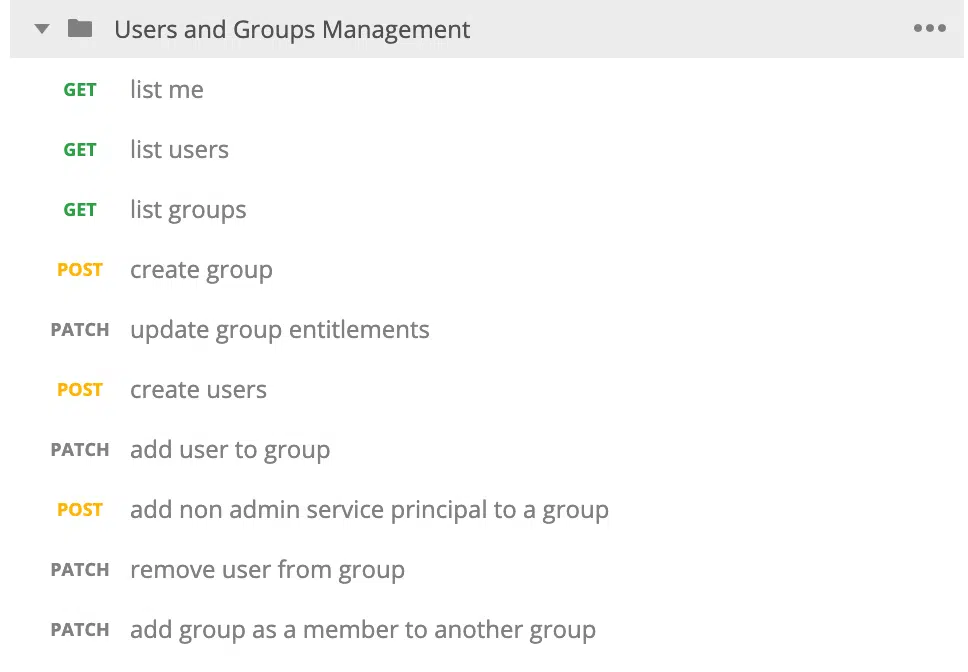 Users and Groups Management
GET list me
GET list users
GET list groups
POST create group
PATCH update group entitlements
POST create users
PATCH add user to group
POST add non admin service principal to a group
PATCH remove user from group
PATCH add group as a member to another group